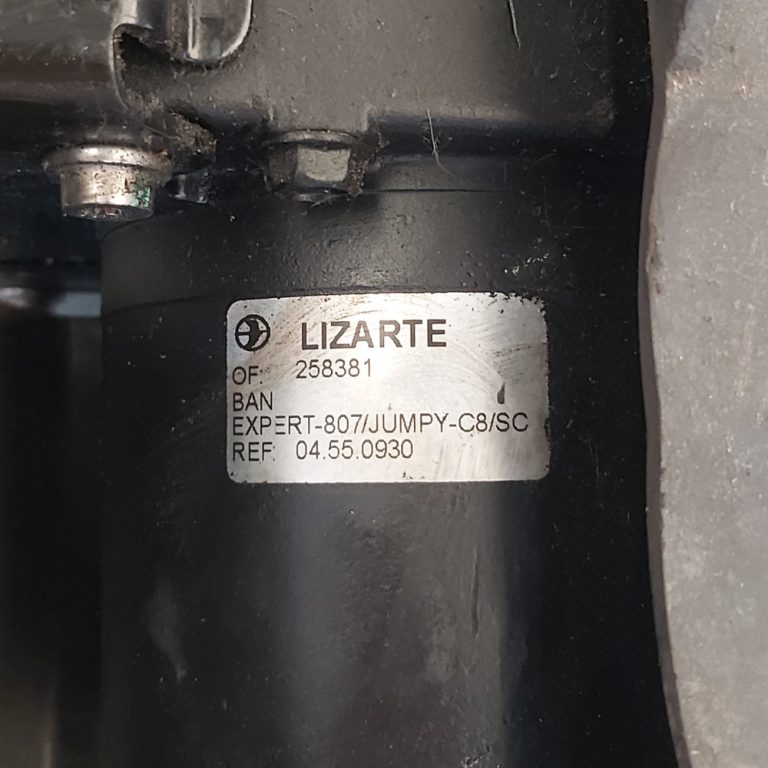 LIZARTE
OF: 258381
BAN
EXPERT-807/JUMPY-C8/SC
REF: 04.55.0930